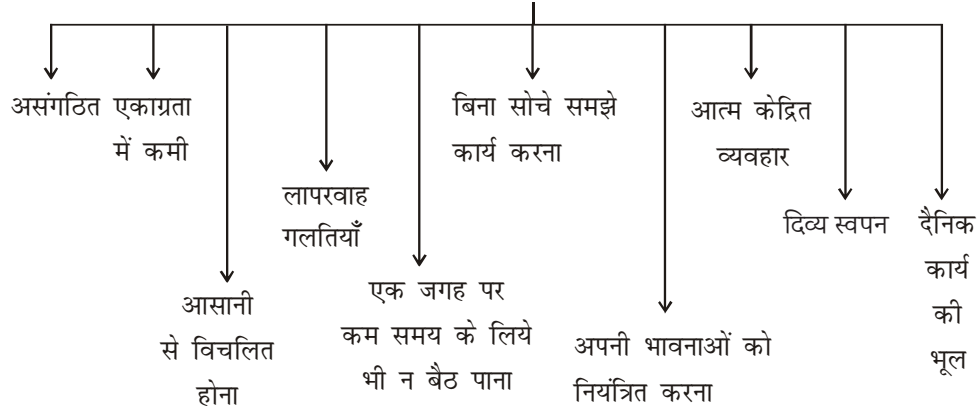 असंगठित
एकाग्रता
में कमी
आसानी
से विचलित
होना
लापरवाह
गलतियाँ
एक जगह पर
कम समय के लिये
भी न बैठ पाना
बिना सोचे समझे
कार्य करना
अपनी भावनाओं को
नियंत्रित करना
आत्म केद्रित
व्यवहार
दिव्य स्वपन
दैनिक
कार्य
की
भूल